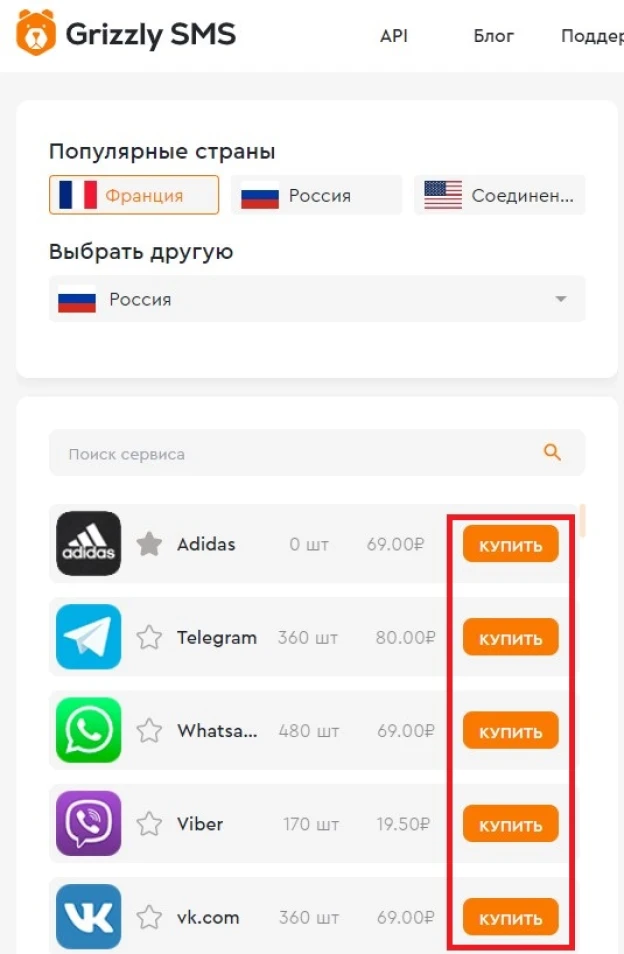 Grizzly SMS API Блог Поддер
Популярные страны
Франция Россия Соединен...
Выбрать другую
Россия
Поиск сервиса
adidas Adidas 0 шт 69.00₽ КУПИТЬ
Telegram 360 шт 80.00₽ КУПИТЬ
Whatsa... 480 шт 69.00₽ КУПИТЬ
Viber 170 шт 19.50₽ КУПИТЬ
vk.com 360 шт 69.00₽ КУПИТЬ